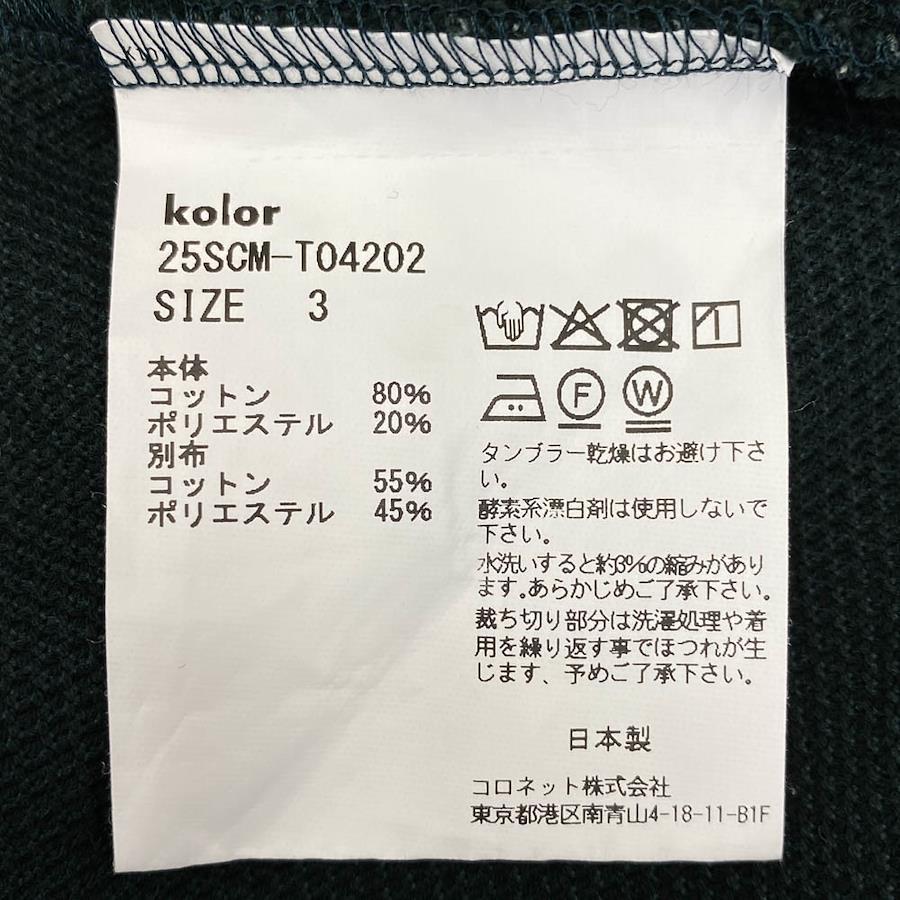 kolor
25SCM-T04202
SIZE 3
本体
コットン 80%
ポリエステル 20%
別布
コットン 55%
ポリエステル 45%
F W
タンブラー乾燥はお避け下さ
い。
酵素系漂白剤は使用しないで
下さい。
水洗いすると約3%の縮みがあり
ます。あらかじめご了承下さい。
裁ち切り部分は洗濯処理や着
用を繰り返す事でほつれが生
じます、予めご了承下さい。
日本製
コロネット株式会社
東京都港区南青山4-18-11-B1F